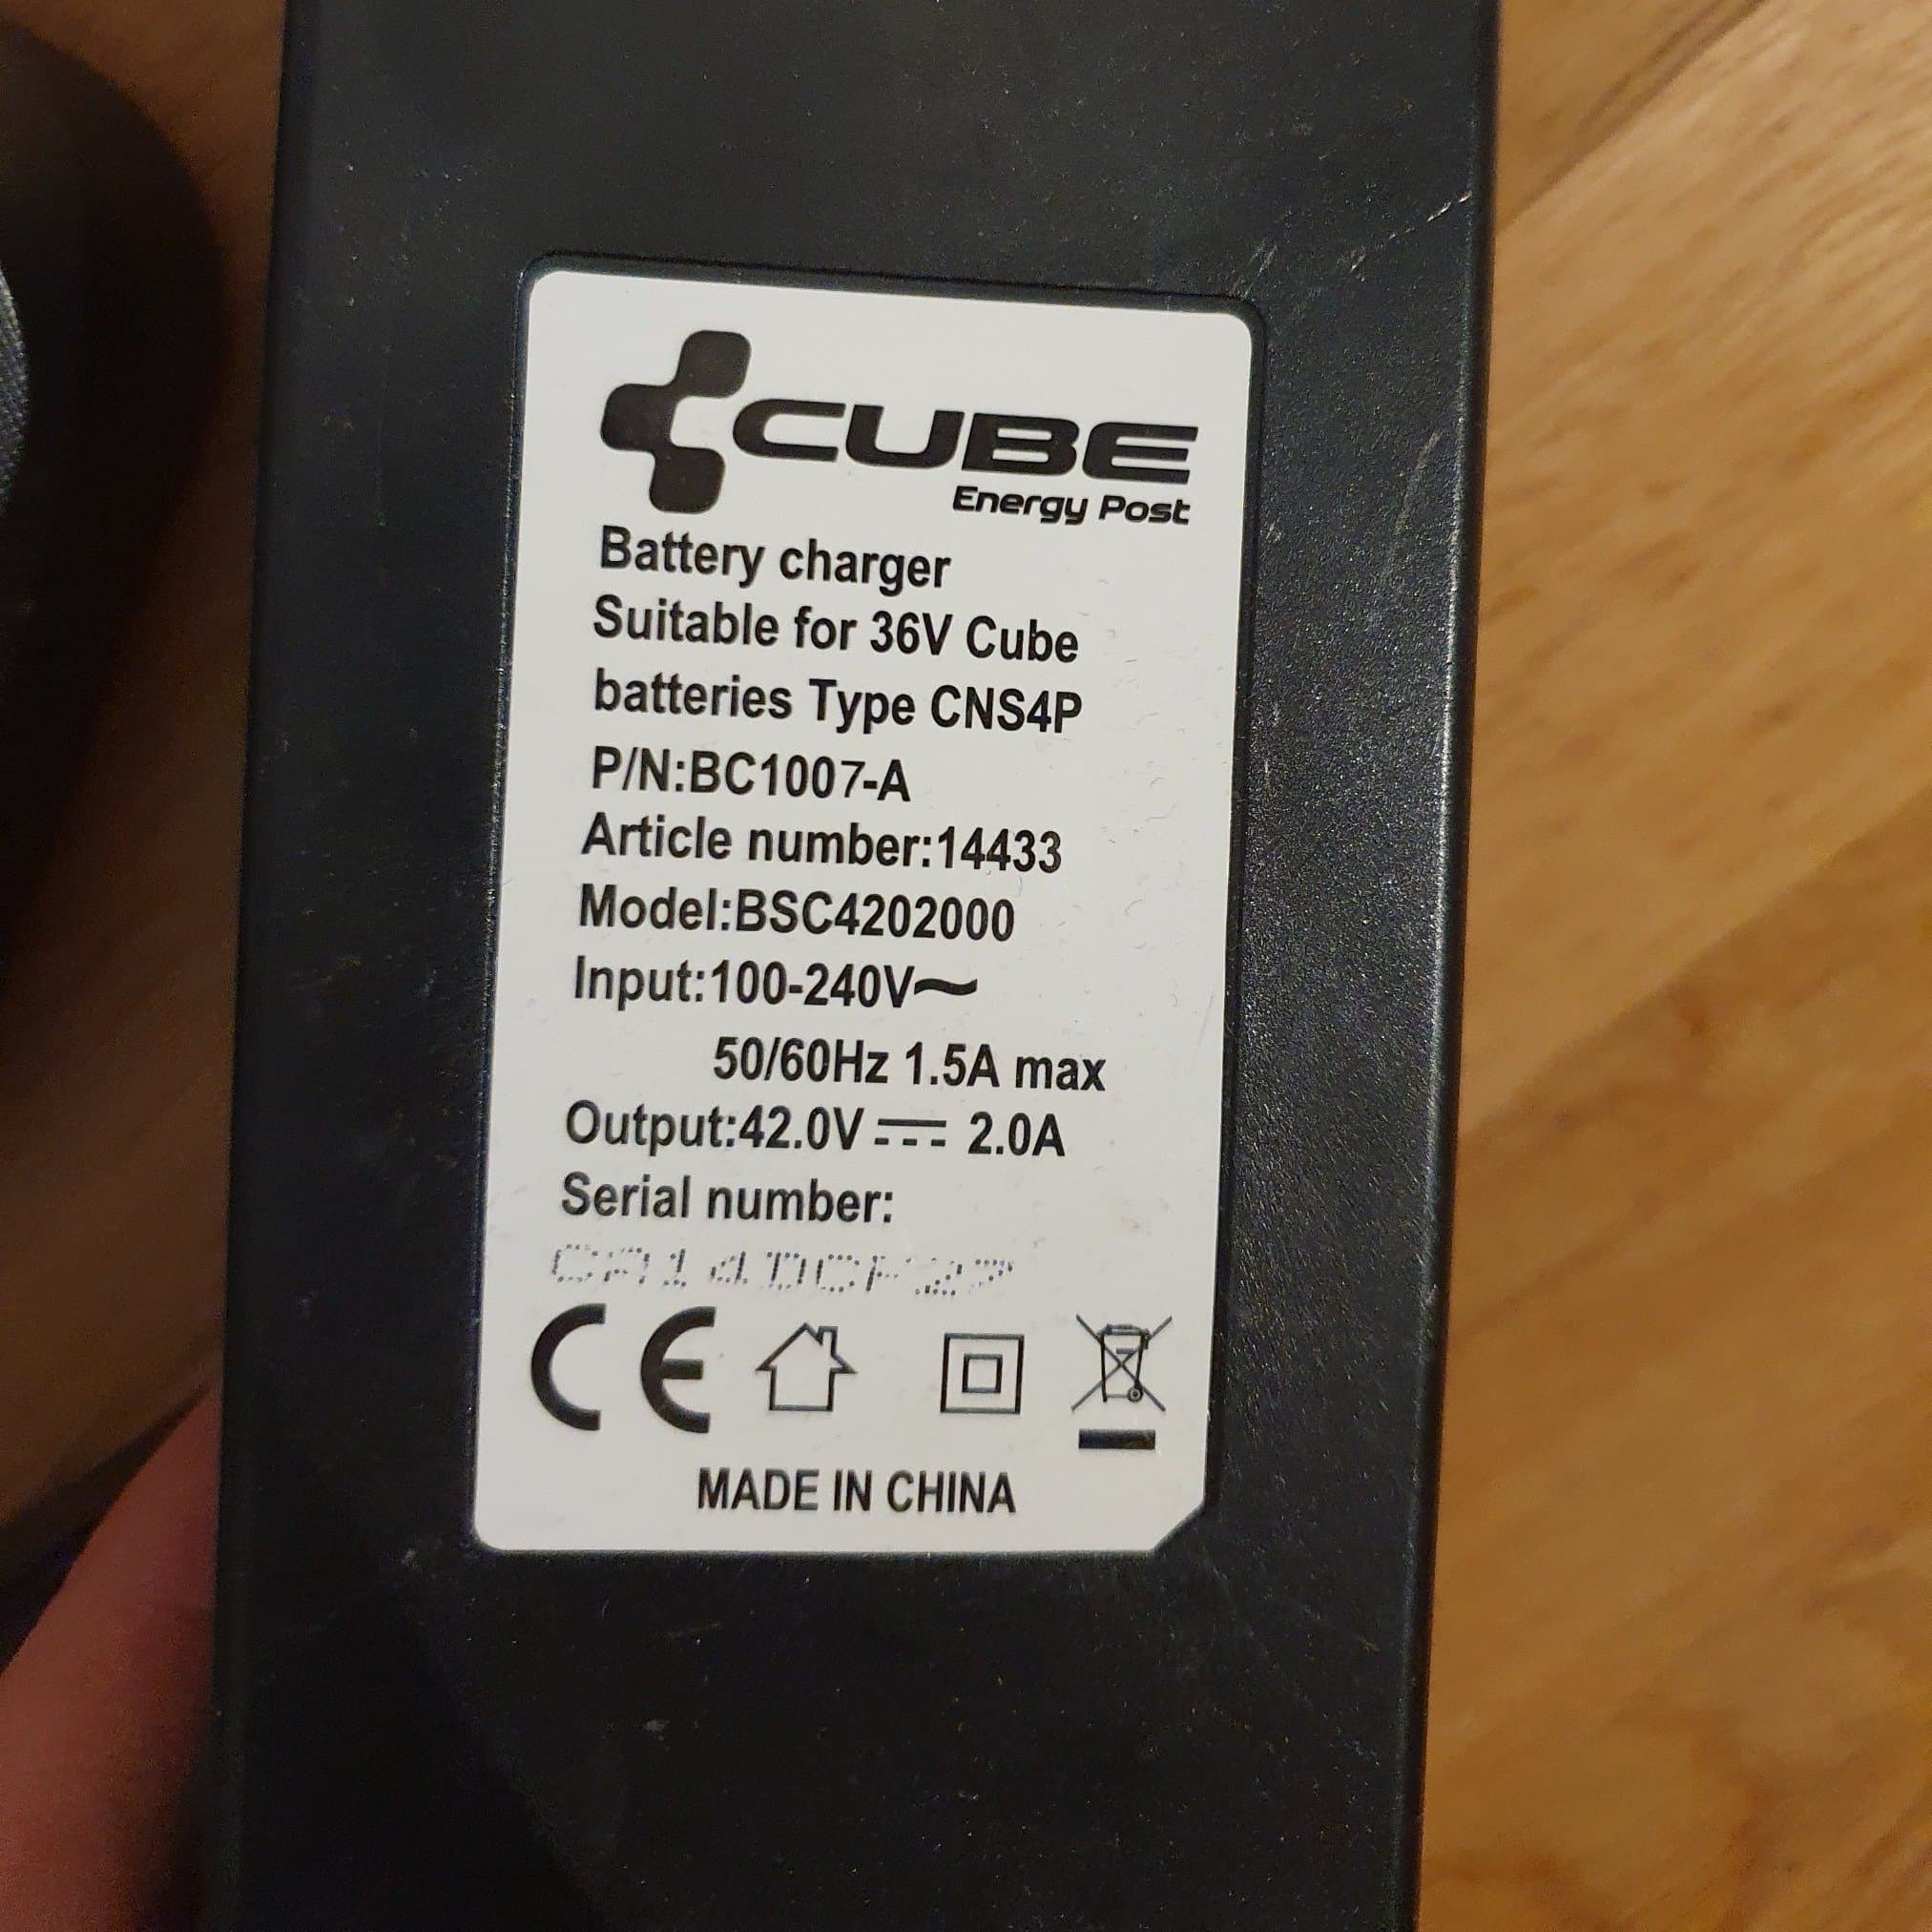 CUBE
Energy Post
Battery charger
Suitable for 36V Cube
batteries Type CNS4P
P/N:BC1007-A
Article number:14433
Model:BSC4202000
Input:100-240V~
50/60Hz 1.5A max
Output:42.0V⎓ 2.0A
Serial number:
CE
MADE IN CHINA